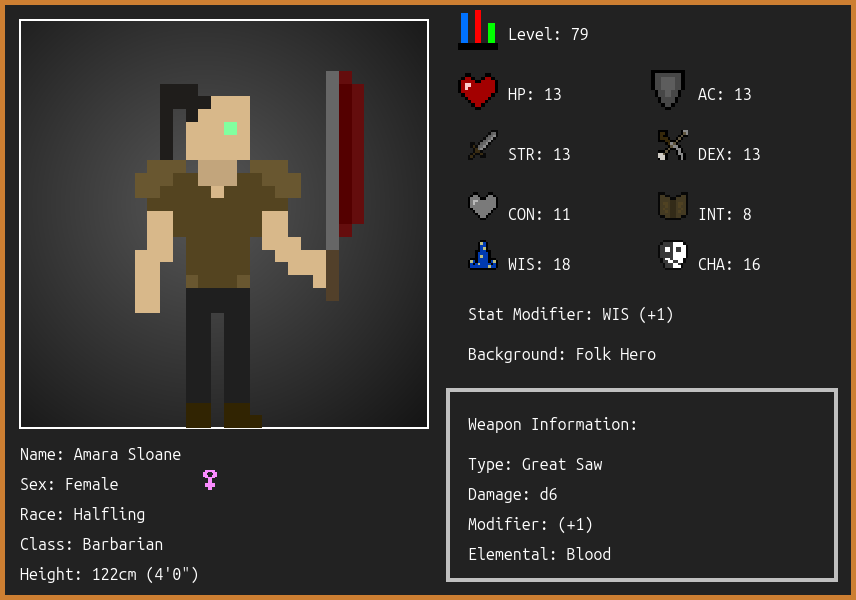 Level: 79
HP: 13
AC: 13
STR: 13
DEX: 13
CON: 11
INT: 8
WIS: 18
CHA: 16
Stat Modifier: WIS (+1)
Background: Folk Hero
Weapon Information:
Type: Great Saw
Damage: d6
Modifier: (+1)
Elemental: Blood
Name: Amara Sloane
Sex: Female
Race: Halfling
Class: Barbarian
Height: 122cm (4'0")